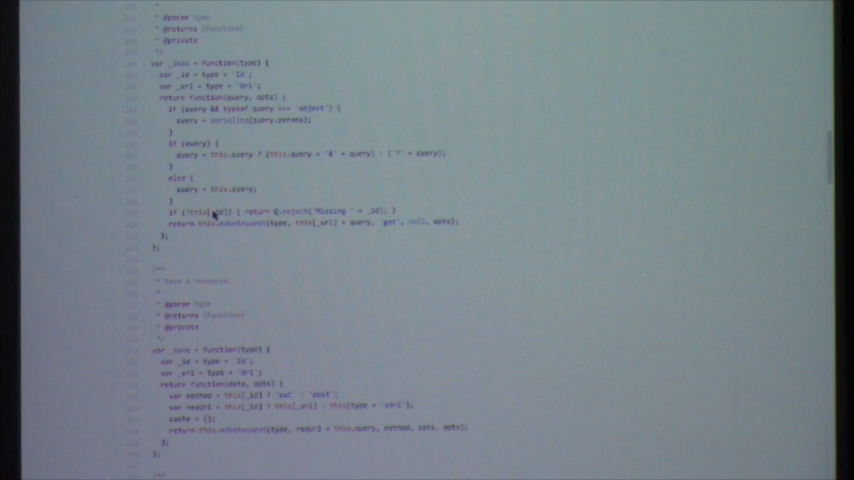 *
* @param type
* @returns {Function}
* @private
*/
var _load = function(type) {
var _id = type + 'Id';
var _url = type + 'Url';
return function(query, opts) {
if (query && typeof query === 'object') {
query = serialize(query.params);
}
if (query) {
query = this.query ? (this.query + '&' + query) : ('?' + query);
}
else {
query = this.query;
}
if (!this[_id]) { return Q.reject('Missing ' + _id); }
return this.makeRequest(type, this[_url] + query, 'get', null, opts);
};
};
/**
* Save a resource.
*
* @param type
* @returns {Function}
* @private
*/
var _save = function(type) {
var _id = type + 'Id';
var _url = type + 'Url';
return function(data, opts) {
var method = this[_id] ? 'put' : 'post';
var reqUrl = this[_id] ? this[_url] : this[type + 'sUrl'];
cache = {};
return this.makeRequest(type, reqUrl + this.query, method, data, opts);
};
};
/**